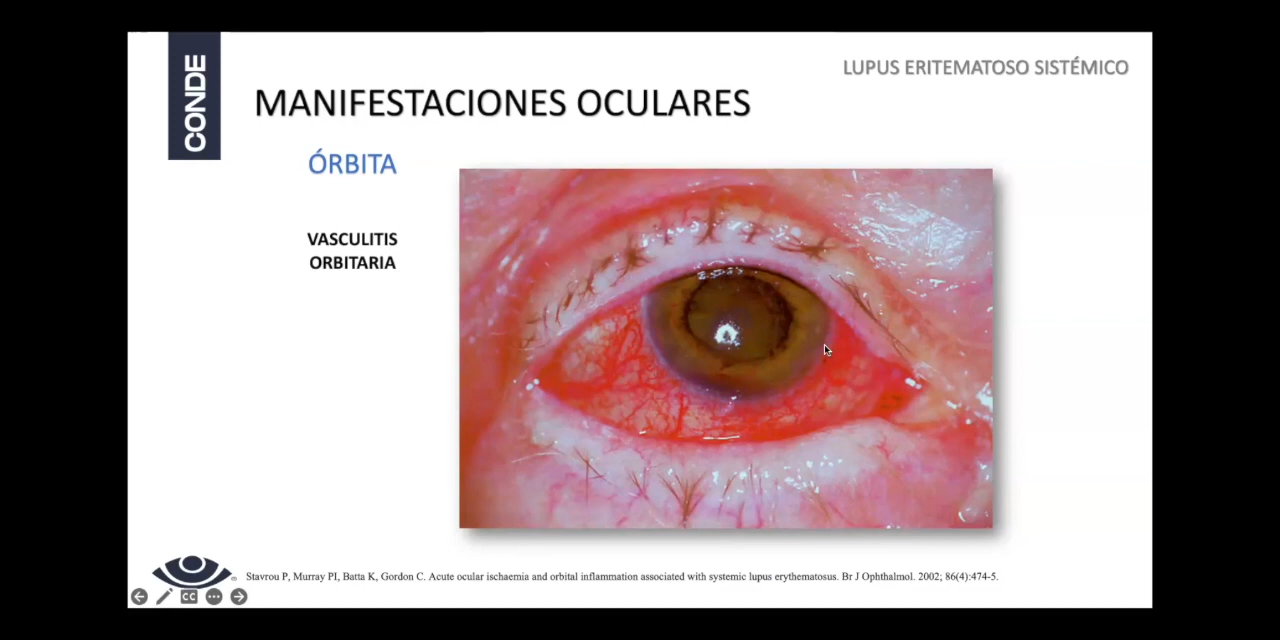 CONDE
LUPUS ERITEMATOSO SISTÉMICO
MANIFESTACIONES OCULARES
ÓRBITA
VASCULITIS
ORBITARIA
Stavrou P, Murray PI, Batta K, Gordon C. Acute ocular ischaemia and orbital inflammation associated with systemic lupus erythematosus. Br J Ophthalmol. 2002; 86(4):474-5.
CC